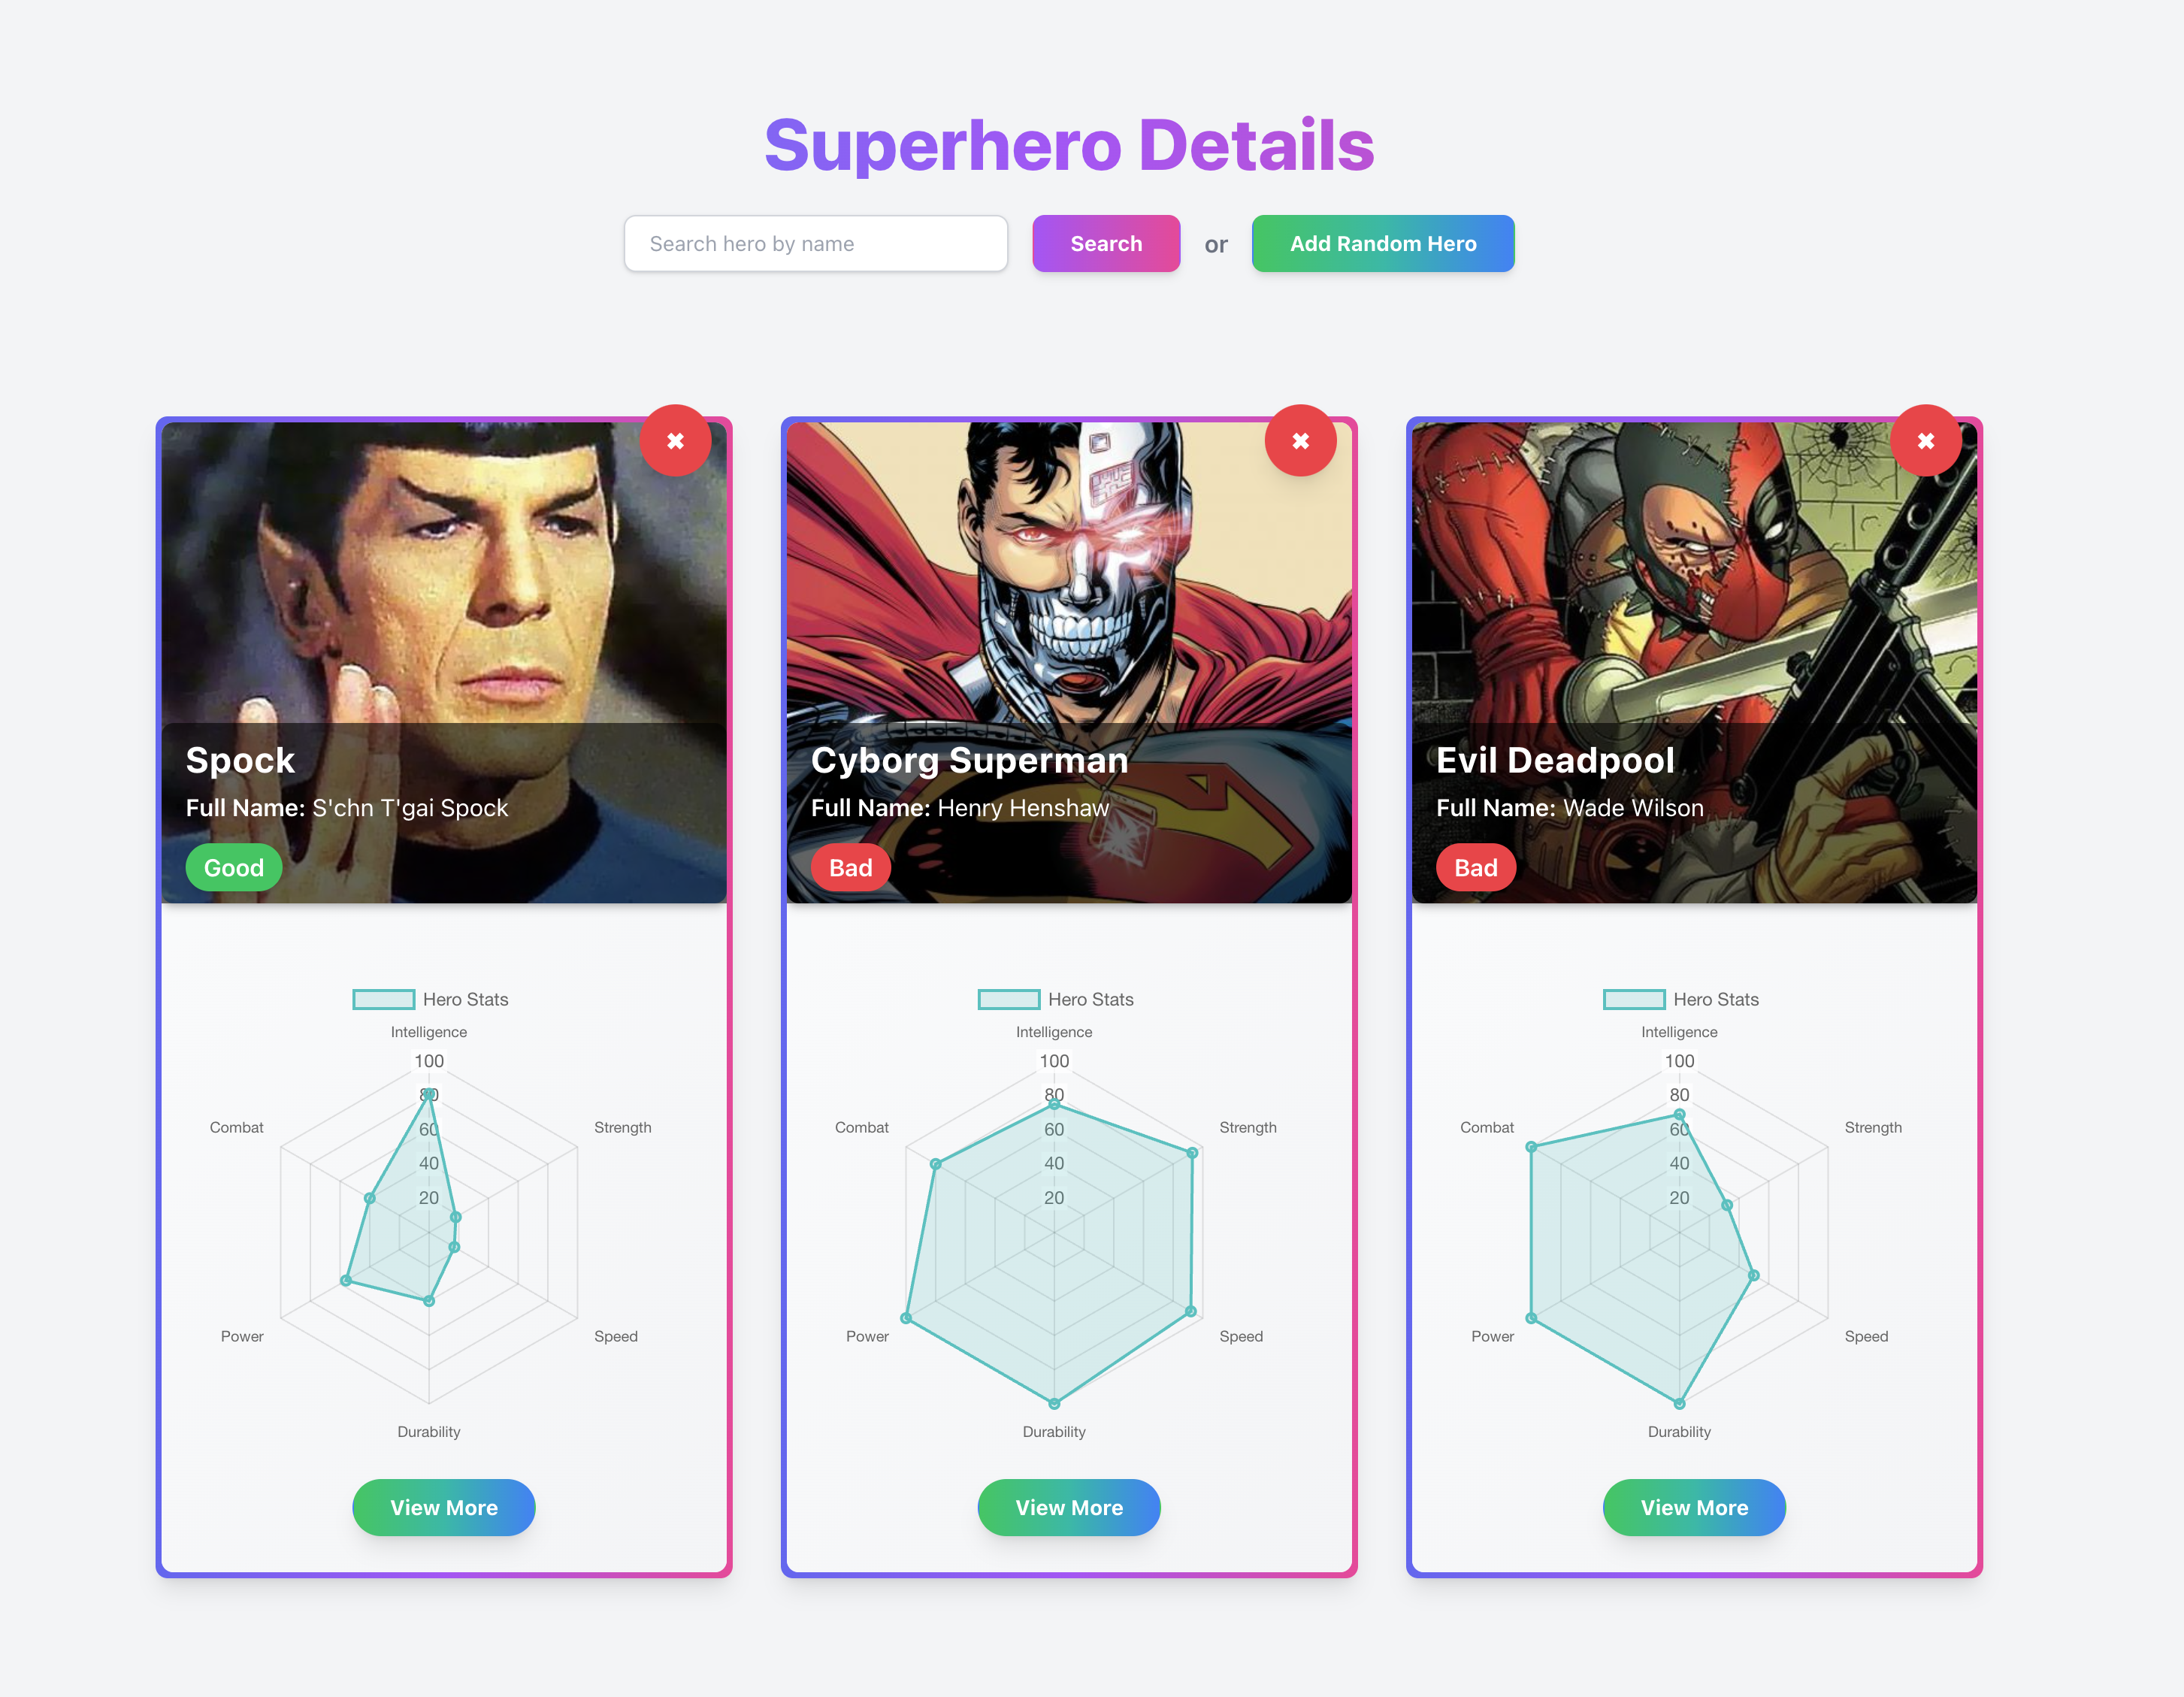 Superhero Details
Search hero by name
Search
or
Add Random Hero
✖
Spock
Full Name: S'chn T'gai Spock
Good
Hero Stats
Intelligence
100
80
60
40
20
Combat
Strength
Power
Speed
Durability
View More
✖
Cyborg Superman
Full Name: Henry Henshaw
Bad
Hero Stats
Intelligence
100
80
60
40
20
Combat
Strength
Power
Speed
Durability
View More
✖
Evil Deadpool
Full Name: Wade Wilson
Bad
Hero Stats
Intelligence
100
80
60
40
20
Combat
Strength
Power
Speed
Durability
View More